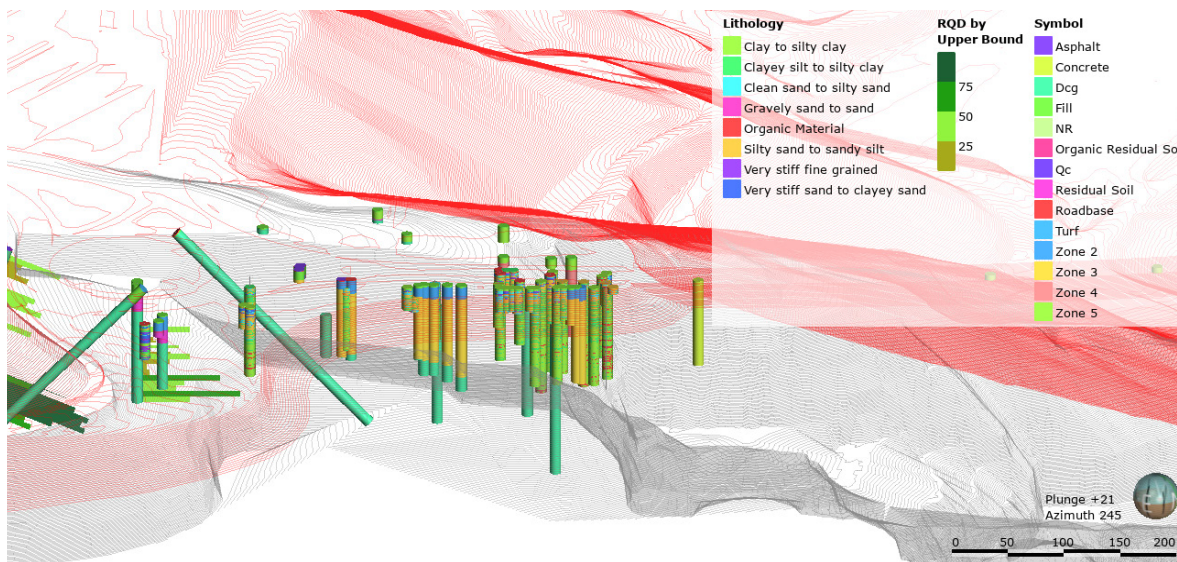 Lithology
Clay to silty clay
Clayey silt to silty clay
Clean sand to silty sand
Gravely sand to sand
Organic Material
Silty sand to sandy silt
Very stiff fine grained
Very stiff sand to clayey sand
RQD by
Upper Bound
75
50
25
Symbol
Asphalt
Concrete
Dcg
Fill
NR
Organic Residual So
Qc
Residual Soil
Roadbase
Turf
Zone 2
Zone 3
Zone 4
Zone 5
Plunge +21
Azimuth 245
0 50 100 150 200